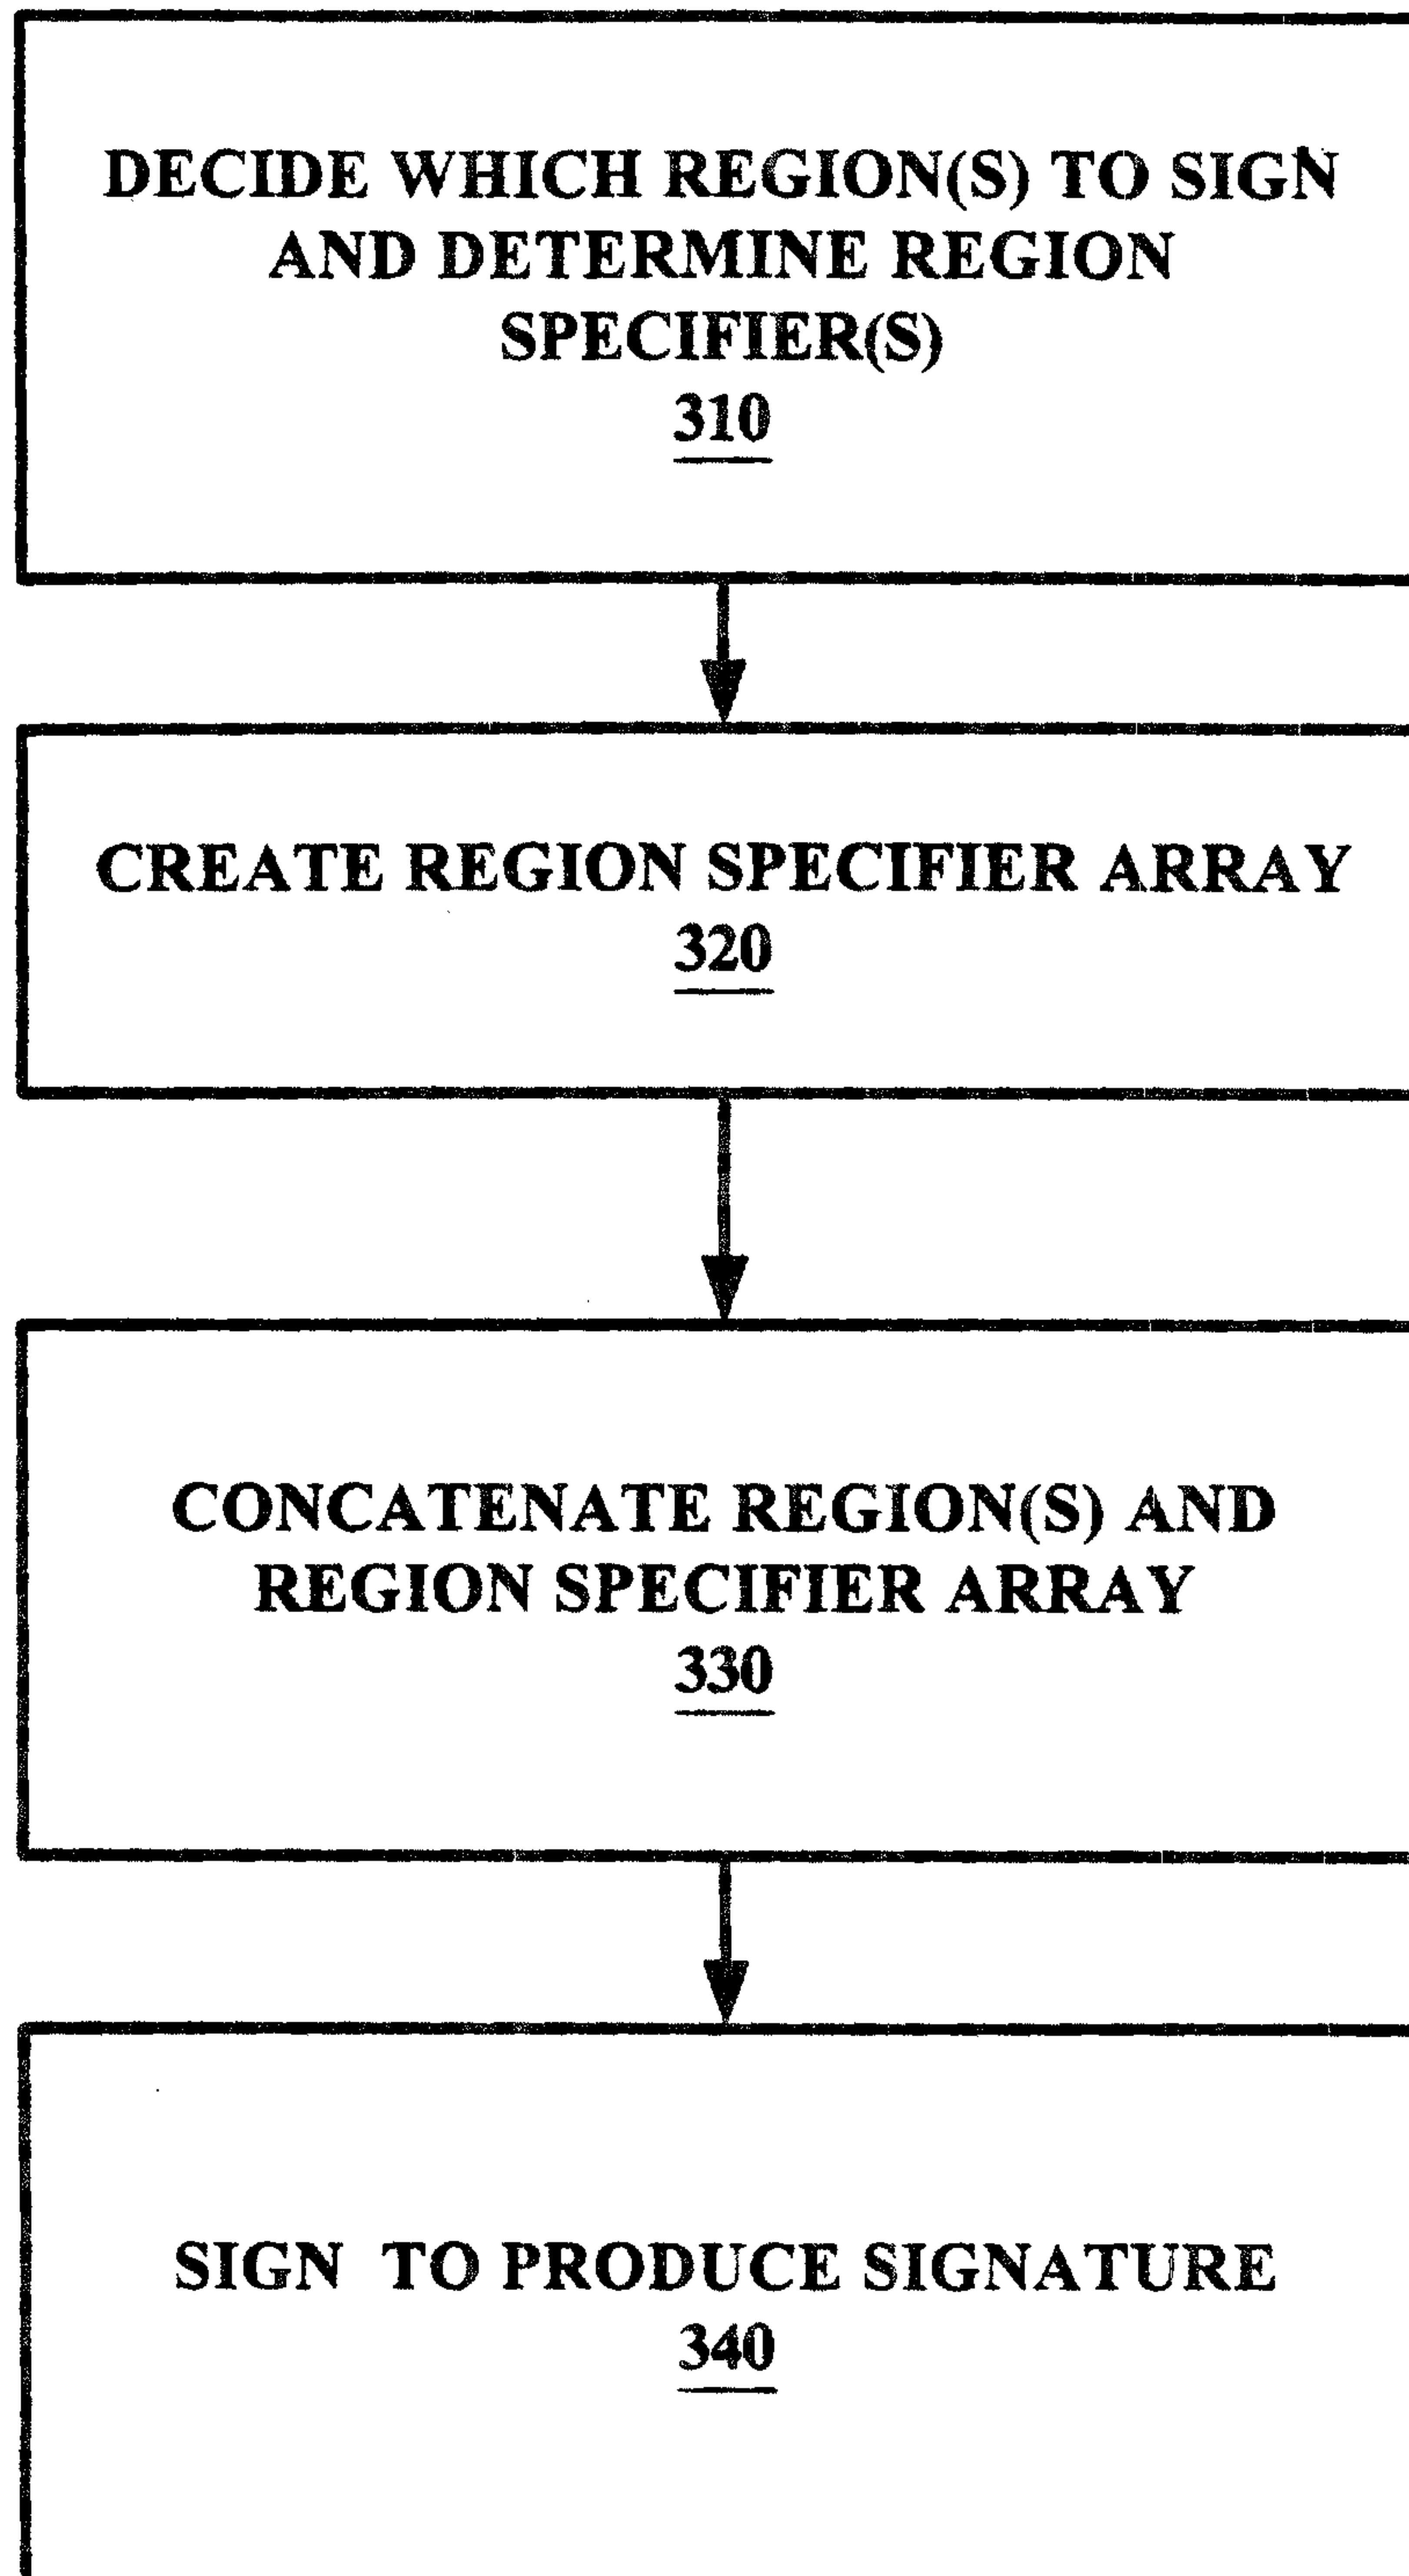 DECIDE WHICH REGION(S) TO SIGN
AND DETERMINE REGION
SPECIFIER(S)
310
CREATE REGION SPECIFIER ARRAY
320
CONCATENATE REGION(S) AND
REGION SPECIFIER ARRAY
330
SIGN TO PRODUCE SIGNATURE
340